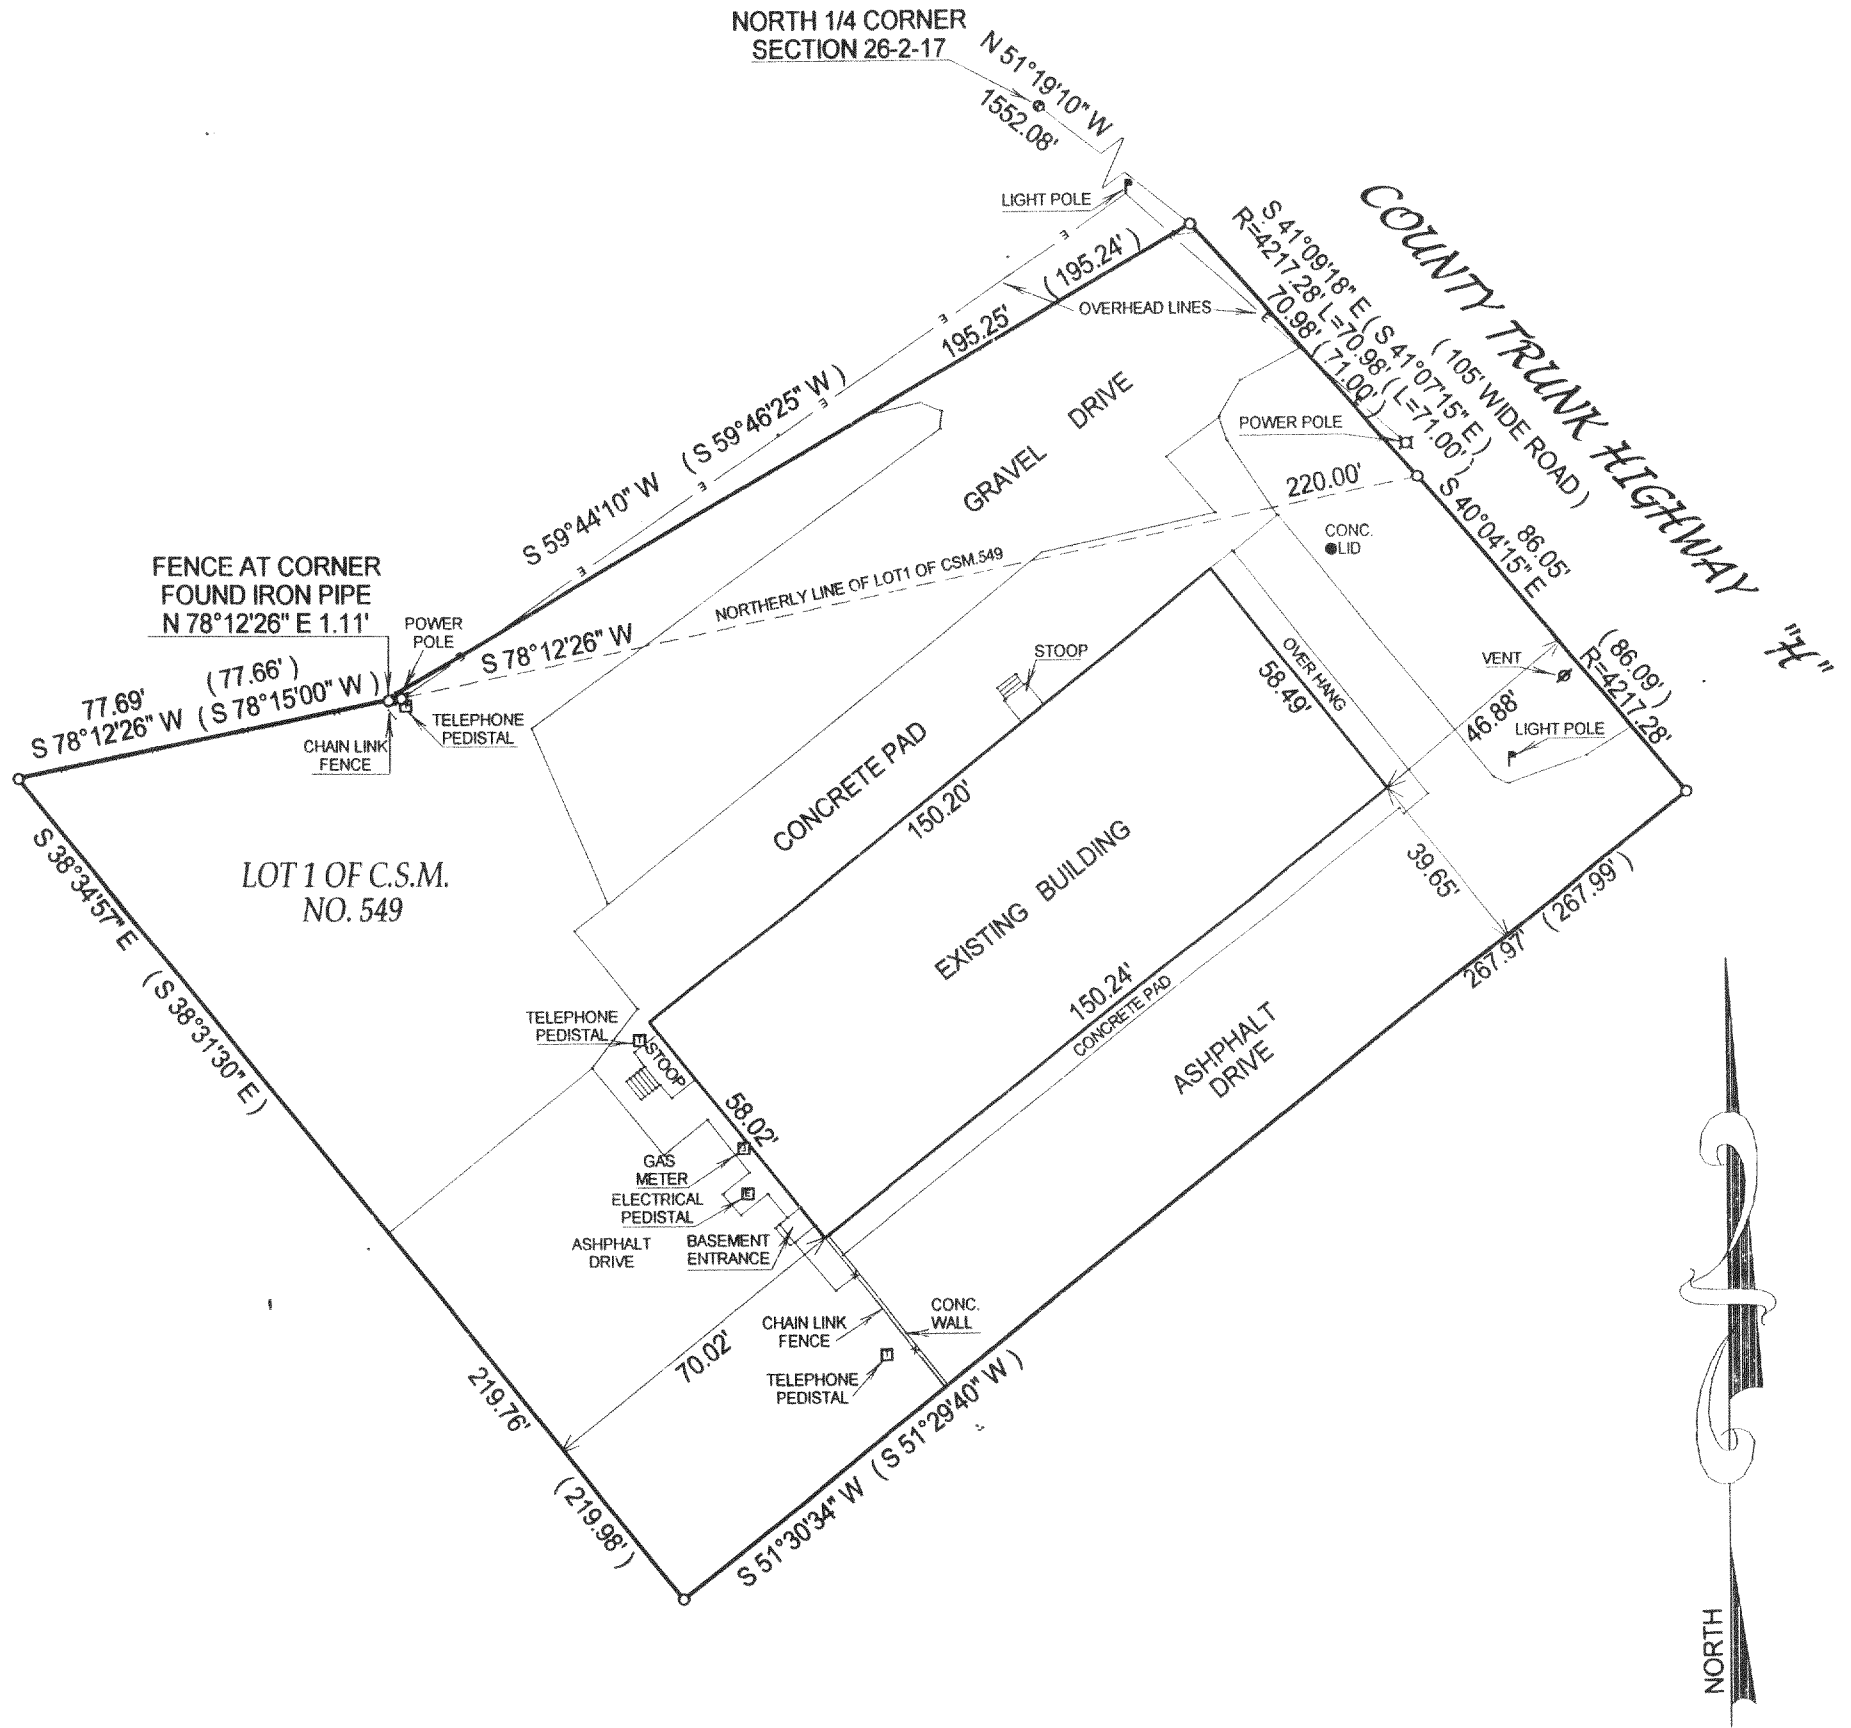 NORTH 1/4 CORNER
SECTION 26-2-17
N 51°19'10" W
1552.08'
LIGHT POLE
( 195.24' )
195.25'
OVERHEAD LINES
S 41°09'18" E ( S 41°07'15" E )
R=4217.28' L=70.98' ( L=71.00' )
70.98' ( 71.00' )
COUNTY TRUNK HIGHWAY "H"
( 105' WIDE ROAD )
S 59°44'10" W ( S 59°46'25" W )
GRAVEL DRIVE
POWER POLE
220.00'
CONC.
LID
86.05'
S 40°04'15" E
( 86.09' )
R=4217.28'
FENCE AT CORNER
FOUND IRON PIPE
N 78°12'26" E 1.11'
POWER
POLE
NORTHERLY LINE OF LOT1 OF CSM.549
S 78°12'26" W
77.69'
( 77.66' )
S 78°12'26" W ( S 78°15'00" W )
TELEPHONE
PEDISTAL
CHAIN LINK
FENCE
STOOP
OVER HANG
58.49'
VENT
46.88'
LIGHT POLE
CONCRETE PAD
150.20'
EXISTING BUILDING
39.65'
267.97' ( 267.99' )
LOT 1 OF C.S.M.
NO. 549
S 38°34'57" E ( S 38°31'30" E )
150.24'
CONCRETE PAD
ASHPHALT
DRIVE
TELEPHONE
PEDISTAL
T
STOOP
58.02'
GAS
METER
ELECTRICAL
PEDISTAL
E
ASHPHALT
DRIVE
BASEMENT
ENTRANCE
CHAIN LINK
FENCE
CONC.
WALL
70.02'
TELEPHONE
PEDISTAL
T
219.76'
( 219.98' )
S 51°30'34" W ( S 51°29'40" W )
NORTH